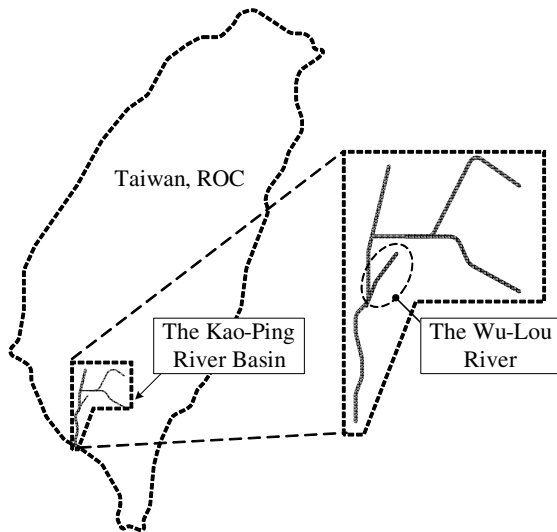 Taiwan, ROC
The Kao-Ping
River Basin
The Wu-Lou
River